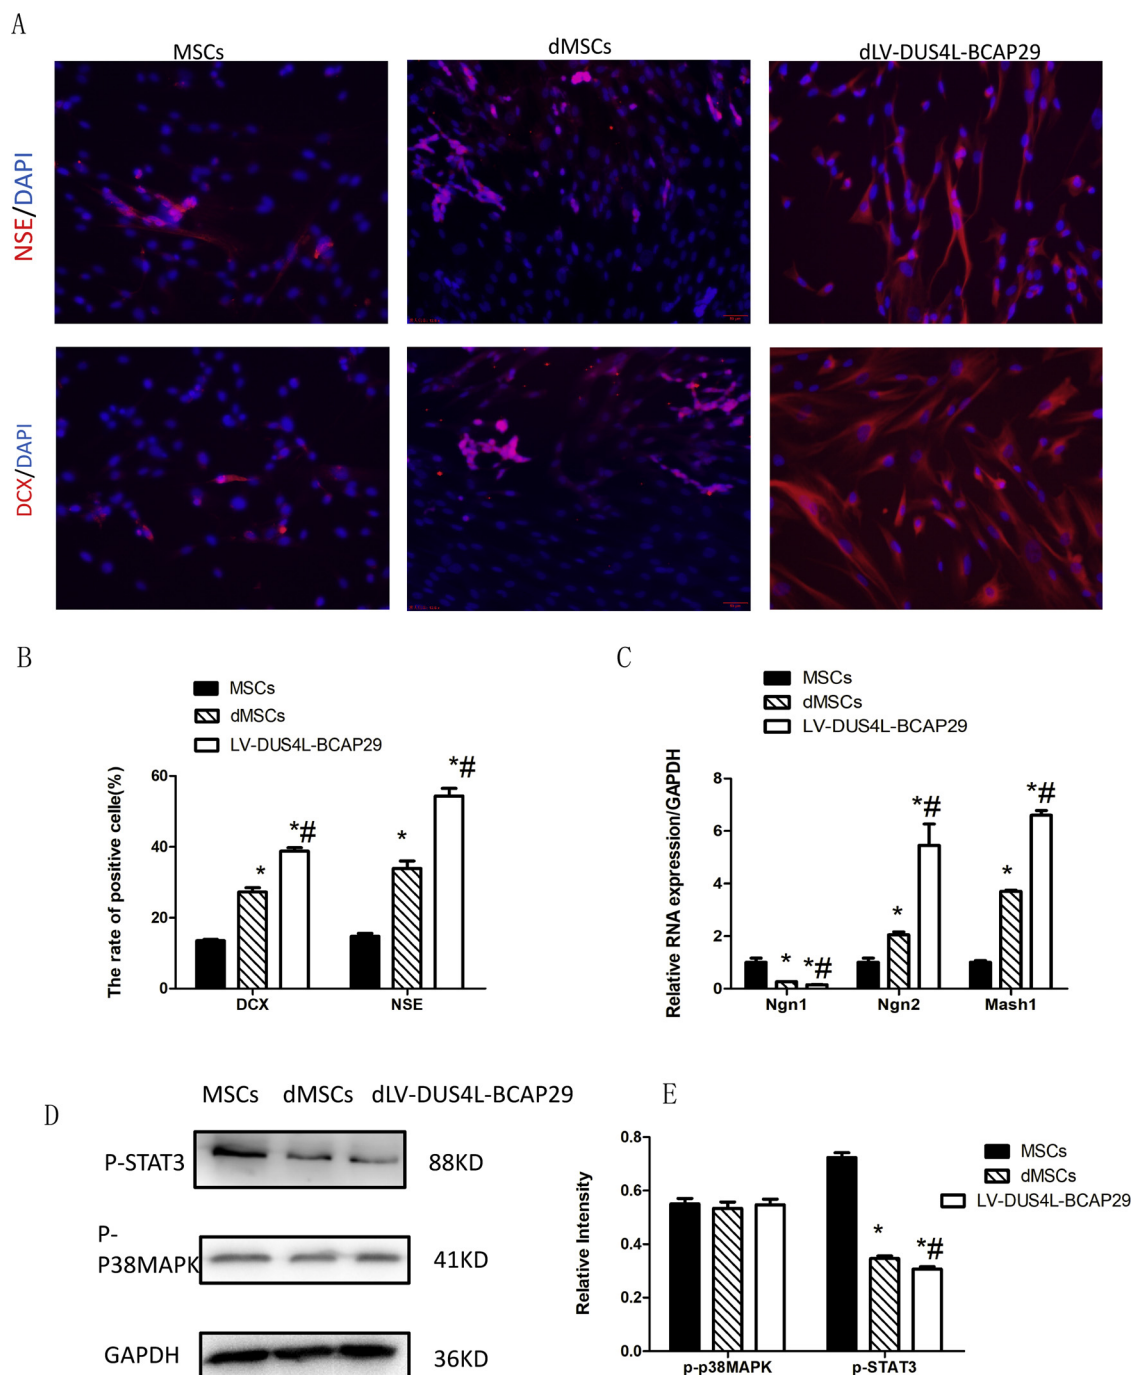 A
MSCs
dMSCs
dLV-DUS4L-BCAP29
NSE/DAPI
DCX/DAPI
B
MSCs
dMSCs
LV-DUS4L-BCAP29
The rate of positive celle(%)
60
40
20
0
*
*#
*
*#
DCX
NSE
C
MSCs
dMSCs
LV-DUS4L-BCAP29
Relative RNA expression/GAPDH
8
6
4
2
0
*
*#
*
*#
*
*#
Ngn1
Ngn2
Mash1
D
MSCs
dMSCs
dLV-DUS4L-BCAP29
P-STAT3
88KD
P-
P38MAPK
41KD
GAPDH
36KD
E
MSCs
dMSCs
LV-DUS4L-BCAP29
Relative Intensity
0.8
0.6
0.4
0.2
0.0
*
*#
p-p38MAPK
p-STAT3